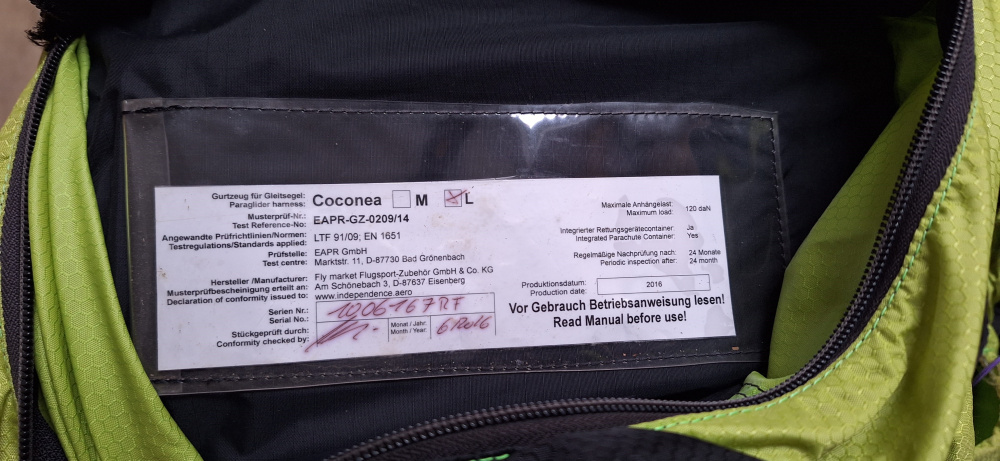 Gurtzeug für Gleitsegel:
Paraglider harness: Coconea M L
Musterprüf-Nr.:
Test Reference-No: EAPR-GZ-0209/14
Angewandte Prüfrichtlinien/Normen:
Testregulations/Standards applied: LTF 91/09; EN 1651
Prüfstelle: EAPR GmbH
Test centre: Marktstr. 11, D-87730 Bad Grönenbach
Hersteller /Manufacturer: Fly market Flugsport-Zubehör GmbH & Co. KG
Musterprüfbescheinigung erteilt an: Am Schönebach 3, D-87637 Eisenberg
Declaration of conformity issued to: www.independence.aero
Serien Nr.:
Serial No.: 1006167RF
Stückgeprüft durch: Monat / Jahr:
Conformity checked by: Month / Year: 6/2016
Maximale Anhängelast:
Maximum load: 120 daN
Integrierter Rettungsgerätecontainer: Ja
Integrated Parachute Container: Yes
Regelmäßige Nachprüfung nach: 24 Monate
Periodic inspection after: 24 month
Produktionsdatum:
Production date: 2016
Vor Gebrauch Betriebsanweisung lesen!
Read Manual before use!